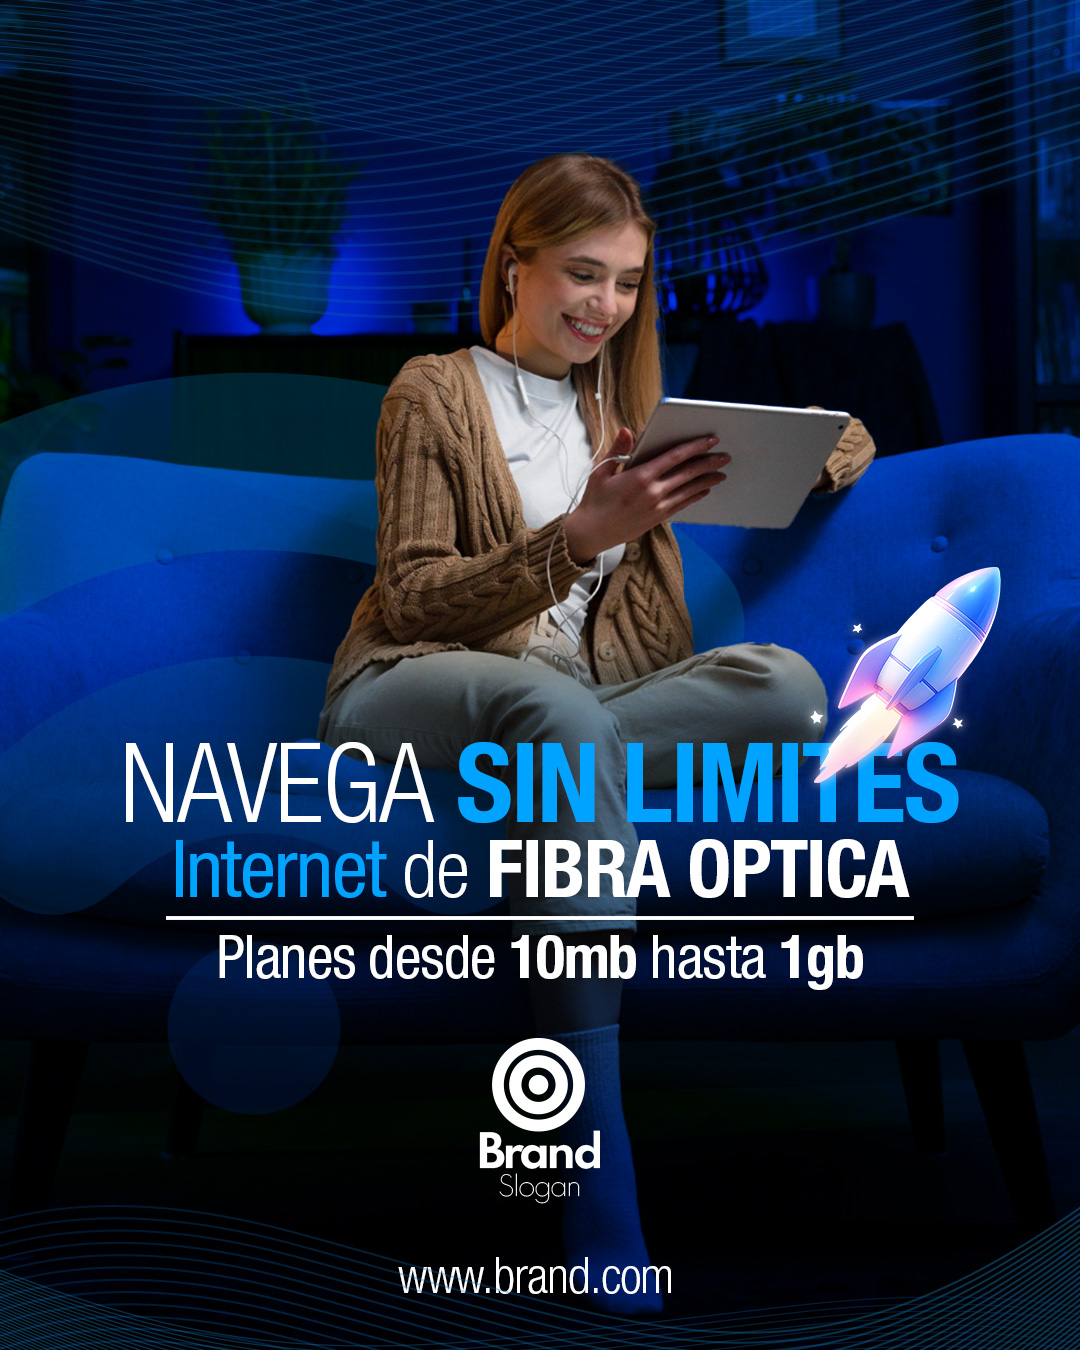 NAVEGA SIN LIMITES
Internet de FIBRA OPTICA
Planes desde 10mb hasta 1gb
Brand
Slogan
www.brand.com